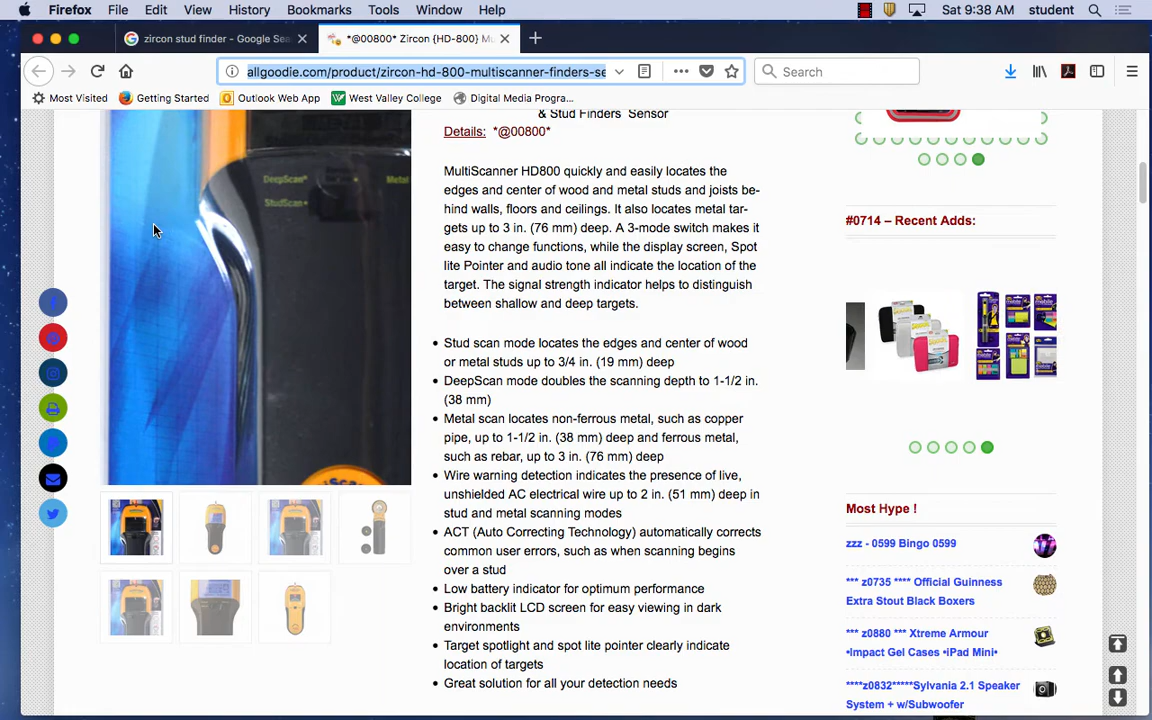 Firefox File Edit View History Bookmarks Tools Window Help Sat 9:38 AM student
zircon stud finder - Google Sea *@00800* Zircon {HD-800} Mu
allgoodie.com/product/zircon-hd-800-multiscanner-finders-se Search
Most Visited Getting Started Outlook Web App West Valley College Digital Media Progra...
& Stud Finders Sensor
Details: *@00800*
MultiScanner HD800 quickly and easily locates the
edges and center of wood and metal studs and joists be-
hind walls, floors and ceilings. It also locates metal tar-
gets up to 3 in. (76 mm) deep. A 3-mode switch makes it
easy to change functions, while the display screen, Spot
lite Pointer and audio tone all indicate the location of the
target. The signal strength indicator helps to distinguish
between shallow and deep targets.
• Stud scan mode locates the edges and center of wood
or metal studs up to 3/4 in. (19 mm) deep
• DeepScan mode doubles the scanning depth to 1-1/2 in.
(38 mm)
• Metal scan locates non-ferrous metal, such as copper
pipe, up to 1-1/2 in. (38 mm) deep and ferrous metal,
such as rebar, up to 3 in. (76 mm) deep
• Wire warning detection indicates the presence of live,
unshielded AC electrical wire up to 2 in. (51 mm) deep in
stud and metal scanning modes
• ACT (Auto Correcting Technology) automatically corrects
common user errors, such as when scanning begins
over a stud
• Low battery indicator for optimum performance
• Bright backlit LCD screen for easy viewing in dark
environments
• Target spotlight and spot lite pointer clearly indicate
location of targets
• Great solution for all your detection needs
DeepScan® Metal
StudScan•
#0714 – Recent Adds:
Most Hype !
zzz - 0599 Bingo 0599
*** z0735 **** Official Guinness
Extra Stout Black Boxers
*** z0880 *** Xtreme Armour
•Impact Gel Cases •iPad Mini•
****z0832*****Sylvania 2.1 Speaker
System + w/Subwoofer